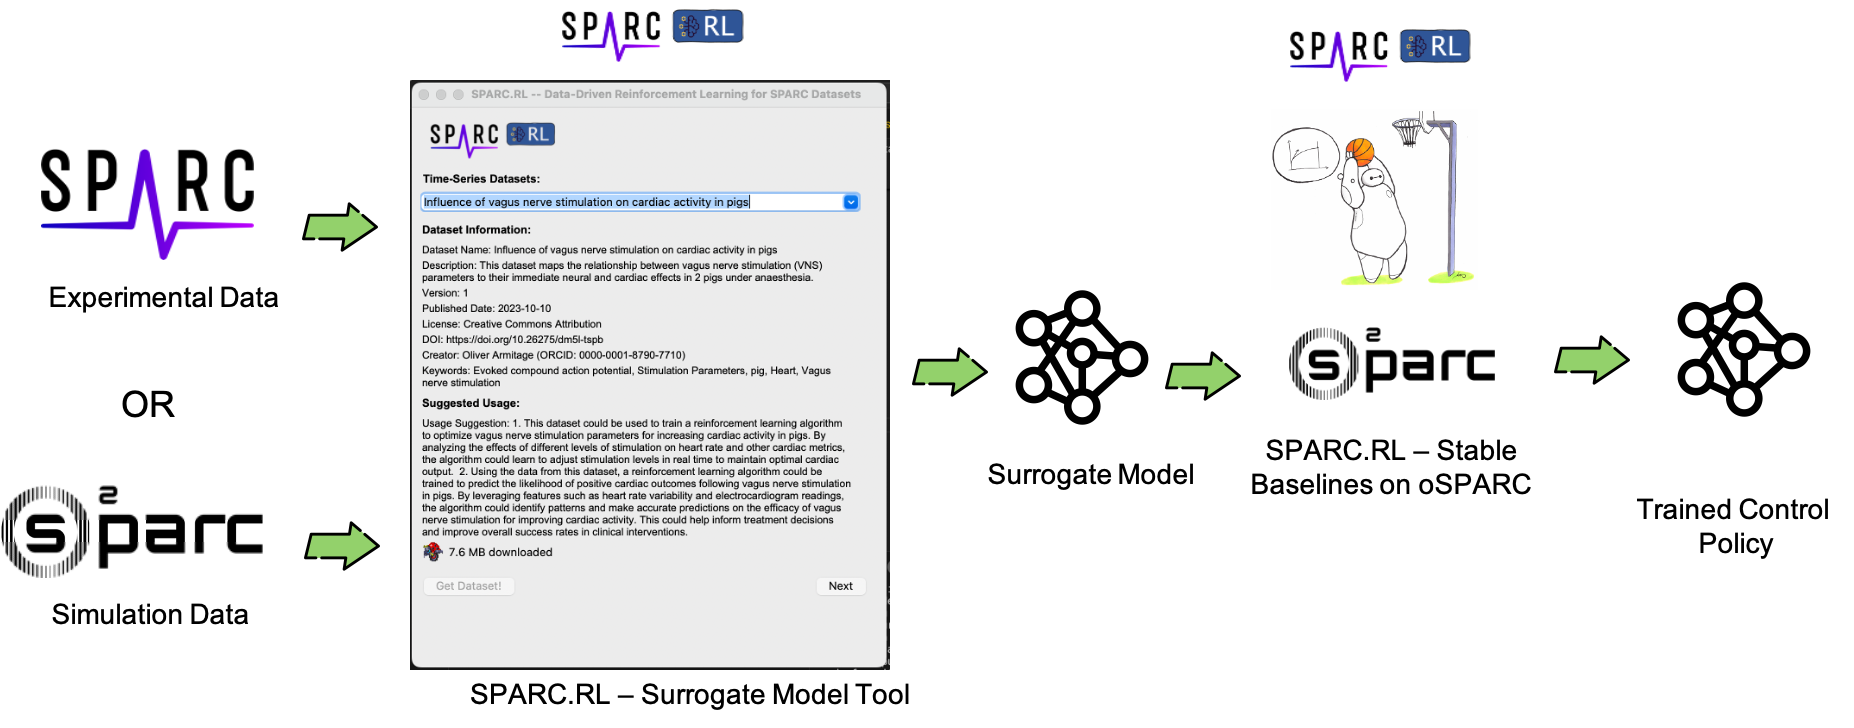 SPARC
Experimental Data
OR
s2parc
Simulation Data
SPARC RL
SPARC.RL -- Data-Driven Reinforcement Learning for SPARC Datasets
SPARC RL
Time-Series Datasets:
Influence of vagus nerve stimulation on cardiac activity in pigs
Dataset Information:
Dataset Name: Influence of vagus nerve stimulation on cardiac activity in pigs
Description: This dataset maps the relationship between vagus nerve stimulation (VNS)
parameters to their immediate neural and cardiac effects in 2 pigs under anaesthesia.
Version: 1
Published Date: 2023-10-10
License: Creative Commons Attribution
DOI: https://doi.org/10.26275/dm5l-tspb
Creator: Oliver Armitage (ORCID: 0000-0001-8790-7710)
Keywords: Evoked compound action potential, Stimulation Parameters, pig, Heart, Vagus
nerve stimulation
Suggested Usage:
Usage Suggestion: 1. This dataset could be used to train a reinforcement learning algorithm
to optimize vagus nerve stimulation parameters for increasing cardiac activity in pigs. By
analyzing the effects of different levels of stimulation on heart rate and other cardiac metrics,
the algorithm could learn to adjust stimulation levels in real time to maintain optimal cardiac
output. 2. Using the data from this dataset, a reinforcement learning algorithm could be
trained to predict the likelihood of positive cardiac outcomes following vagus nerve stimulation
in pigs. By leveraging features such as heart rate variability and electrocardiogram readings,
the algorithm could identify patterns and make accurate predictions on the efficacy of vagus
nerve stimulation for improving cardiac activity. This could help inform treatment decisions
and improve overall success rates in clinical interventions.
7.6 MB downloaded
Get Dataset!
Next
SPARC.RL – Surrogate Model Tool
Surrogate Model
SPARC RL
s2parc
SPARC.RL – Stable
Baselines on oSPARC
Trained Control
Policy